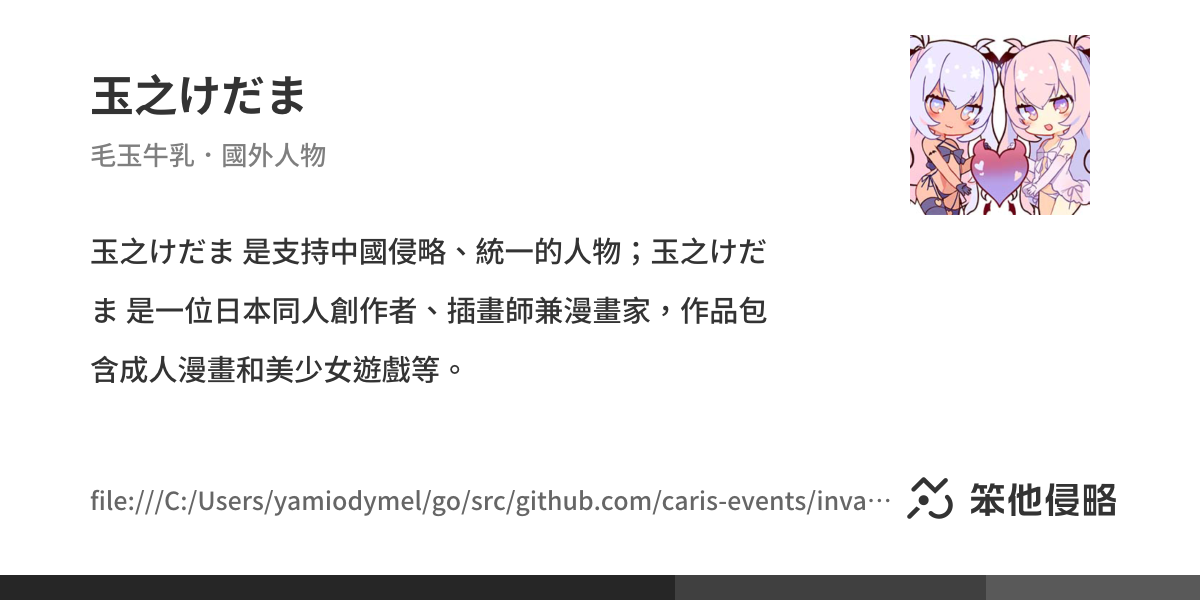 玉之けだま
毛玉牛乳・國外人物
玉之けだま 是支持中國侵略、統一的人物；玉之けだ
ま 是一位日本同人創作者、插畫師兼漫畫家，作品包
含成人漫畫和美少女遊戲等。
file:///C:/Users/yamiodymel/go/src/github.com/caris-events/inva…
笨他侵略